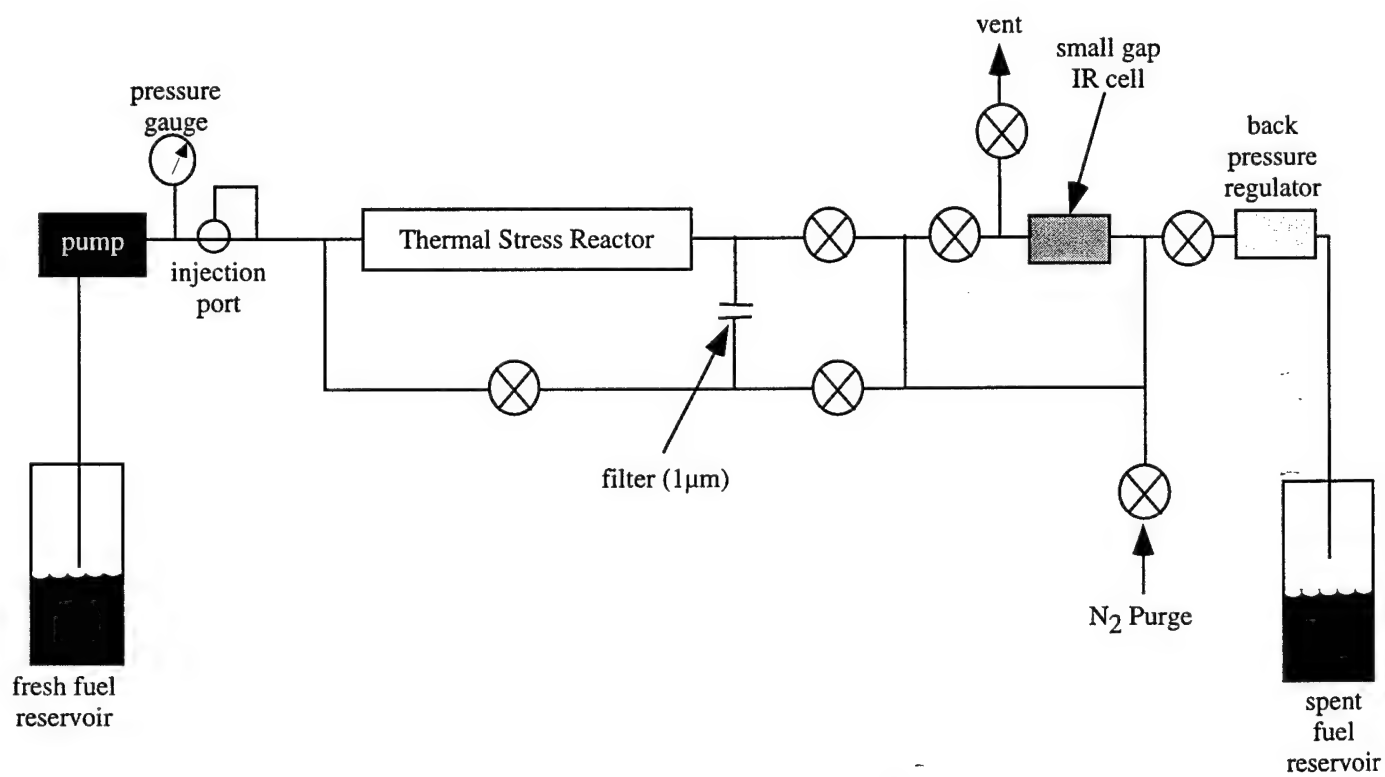 vent
small gap
IR cell
pressure
gauge
back
pressure
regulator
pump
Thermal Stress Reactor
injection
port
filter (1µm)
N2 Purge
fresh fuel
reservoir
spent
fuel
reservoir